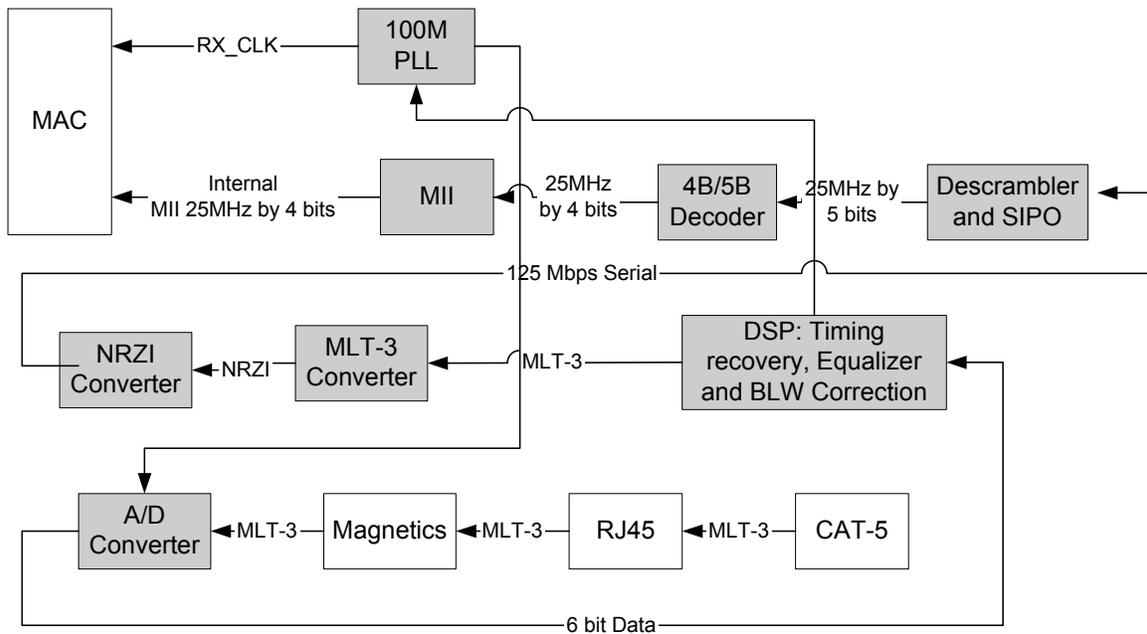 100M
PLL
RX_CLK
MAC
Internal
MII 25MHz by 4 bits
MII
25MHz
by 4 bits
4B/5B
Decoder
25MHz by
5 bits
Descrambler
and SIPO
125 Mbps Serial
NRZI
Converter
NRZI
MLT-3
Converter
MLT-3
DSP: Timing
recovery, Equalizer
and BLW Correction
A/D
Converter
MLT-3
Magnetics
MLT-3
RJ45
MLT-3
CAT-5
6 bit Data